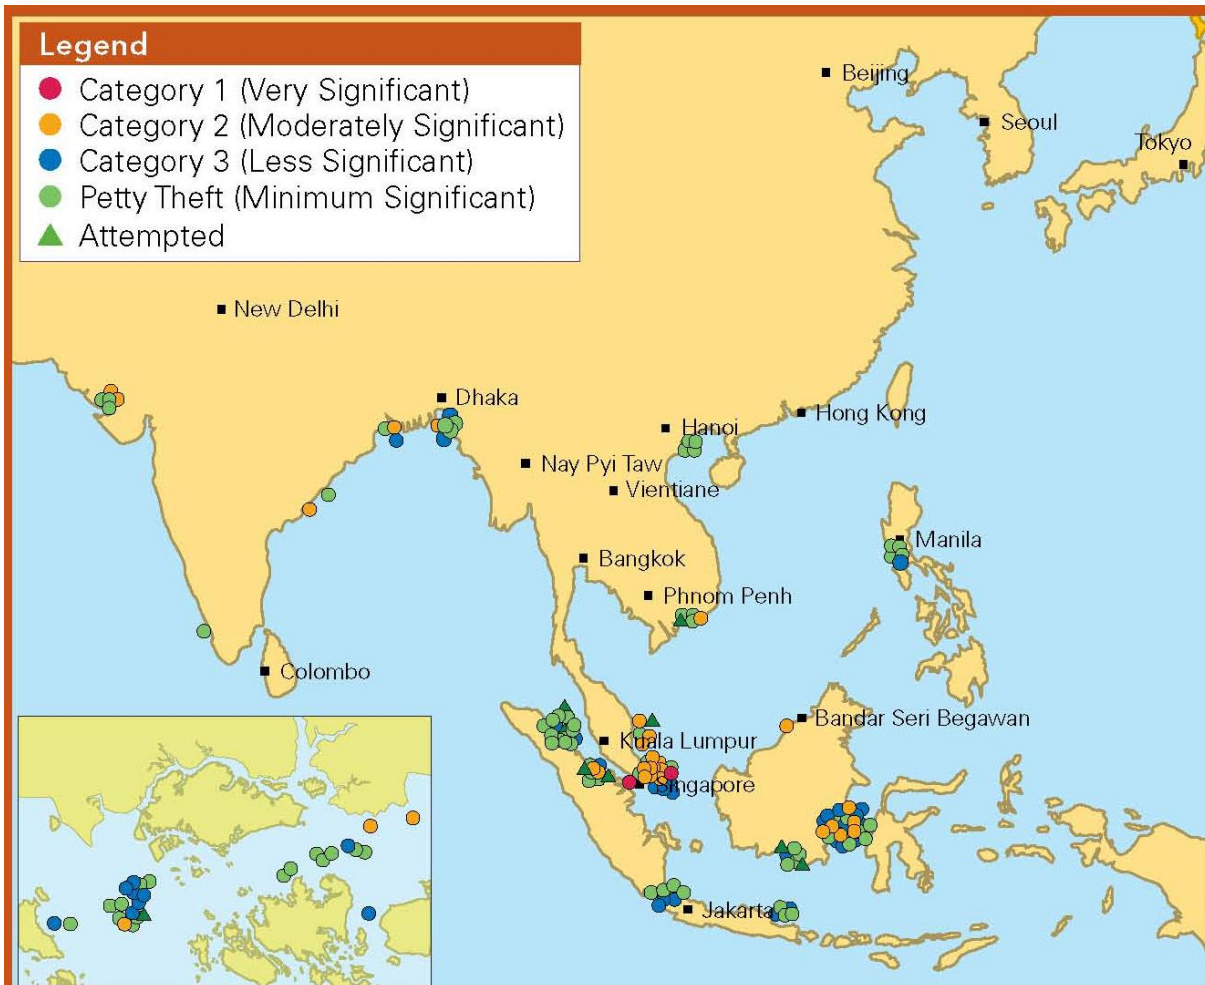 Legend
Category 1 (Very Significant)
Category 2 (Moderately Significant)
Category 3 (Less Significant)
Petty Theft (Minimum Significant)
Attempted
Beijing
Seoul
Tokyo
New Delhi
Dhaka
Hong Kong
Hanoi
Nay Pyi Taw
Vientiane
Manila
Bangkok
Phnom Penh
Colombo
Bandar Seri Begawan
Kuala Lumpur
Singapore
Jakarta